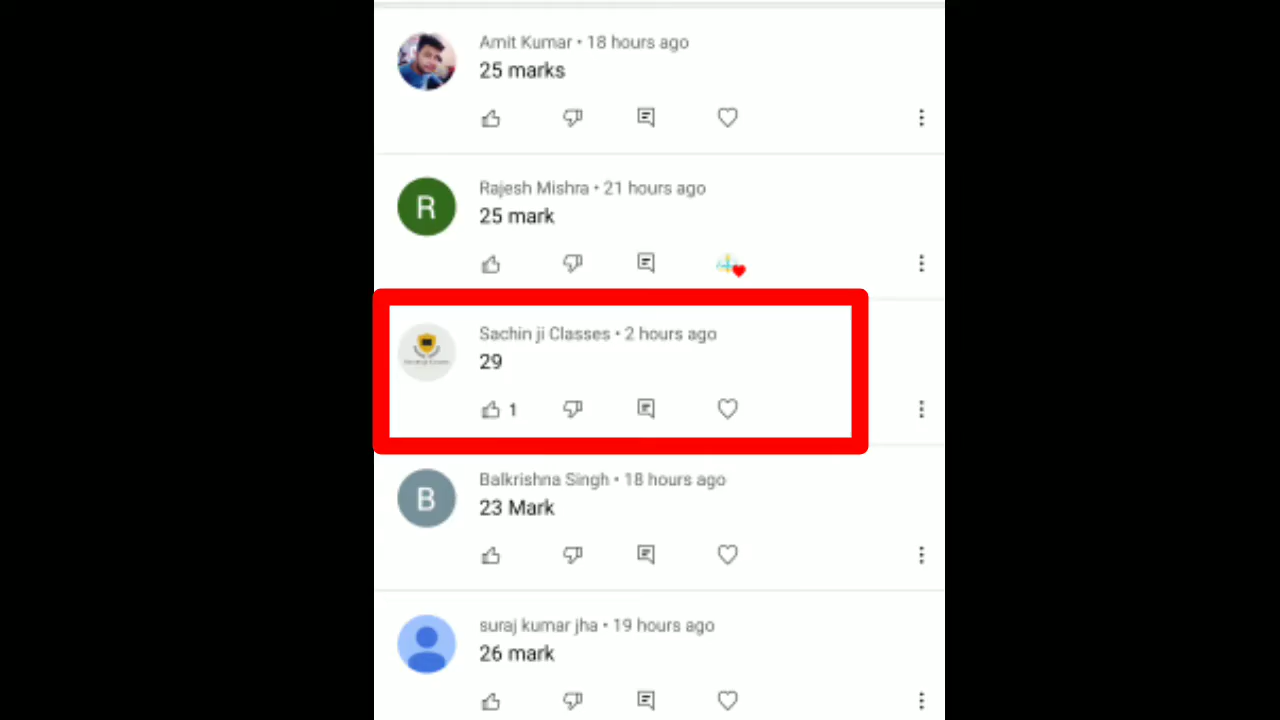 Amit Kumar • 18 hours ago
25 marks
R
Rajesh Mishra • 21 hours ago
25 mark
Sachin ji Classes • 2 hours ago
29
1
B
Balkrishna Singh • 18 hours ago
23 Mark
suraj kumar jha • 19 hours ago
26 mark